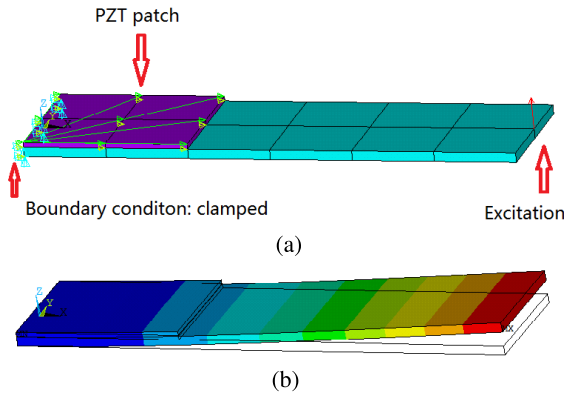 PZT patch
Z
Y
Boundary conditon: clamped
Excitation
(a)
Z
Y
X
(b)